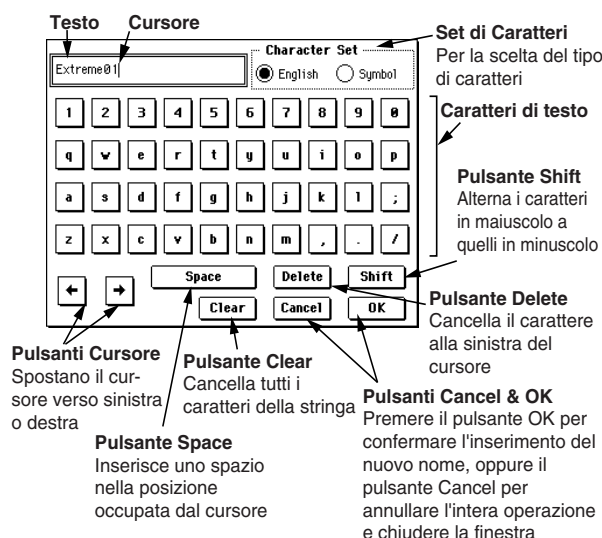 Testo Cursore
Set di Caratteri
Per la scelta del tipo
di caratteri
Extreme01
Character Set
English Symbol
Caratteri di testo
1 2 3 4 5 6 7 8 9 0
q w e r t y u i o p
a s d f g h j k l ;
z x c v b n m , . /
Pulsante Shift
Alterna i caratteri
in maiuscolo a
quelli in minuscolo
← → Space Delete Shift
Clear Cancel OK
Pulsante Delete
Cancella il carattere
alla sinistra del
cursore
Pulsanti Cursore
Spostano il cur-
sore verso sinistra
o destra
Pulsante Clear
Cancella tutti i
caratteri della stringa
Pulsanti Cancel & OK
Premere il pulsante OK per
confermare l'inserimento del
nuovo nome, oppure il
pulsante Cancel per
annullare l'intera operazione
e chiudere la finestra
Pulsante Space
Inserisce uno spazio
nella posizione
occupata dal cursore